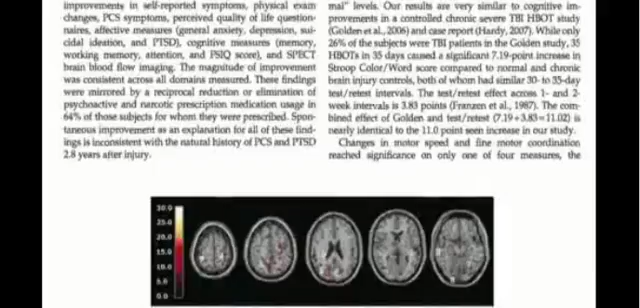 improvements in self-reported symptoms, physical exam
changes, PCS symptoms, perceived quality of life question-
naires, affective measures (general anxiety, depression, sui-
cidal ideation, and PTSD), cognitive measures (memory,
working memory, attention, and FSIQ score), and SPECT
brain blood flow imaging. The magnitude of improvement
was consistent across all domains measured. These findings
were mirrored by a reciprocal reduction or elimination of
psychoactive and narcotic prescription medication usage in
64% of those subjects for whom they were prescribed. Spon-
taneous improvement as an explanation for all of these find-
ings is inconsistent with the natural history of PCS and PTSD
2.8 years after injury.
mal" levels. Our results are very similar to cognitive im-
provements in a controlled chronic severe TBI HBOT study
(Golden et al., 2006) and case report (Hardy, 2007). While only
26% of the subjects were TBI patients in the Golden study, 35
HBOTs in 35 days caused a significant 7.19-point increase in
Stroop Color/Word score compared to normal and chronic
brain injury controls, both of whom had similar 30- to 35-day
test/retest intervals. The test/retest effect across 1- and 2-
week intervals is 3.83 points (Franzen et al., 1987). The com-
bined effect of Golden and test/retest (7.19+3.83=11.02) is
nearly identical to the 11.0 point seen increase in our study.
Changes in motor speed and fine motor coordination
reached significance on only one of four measures, the
30.0
25.0
20.0
15.0
10.0
5.0
0.0